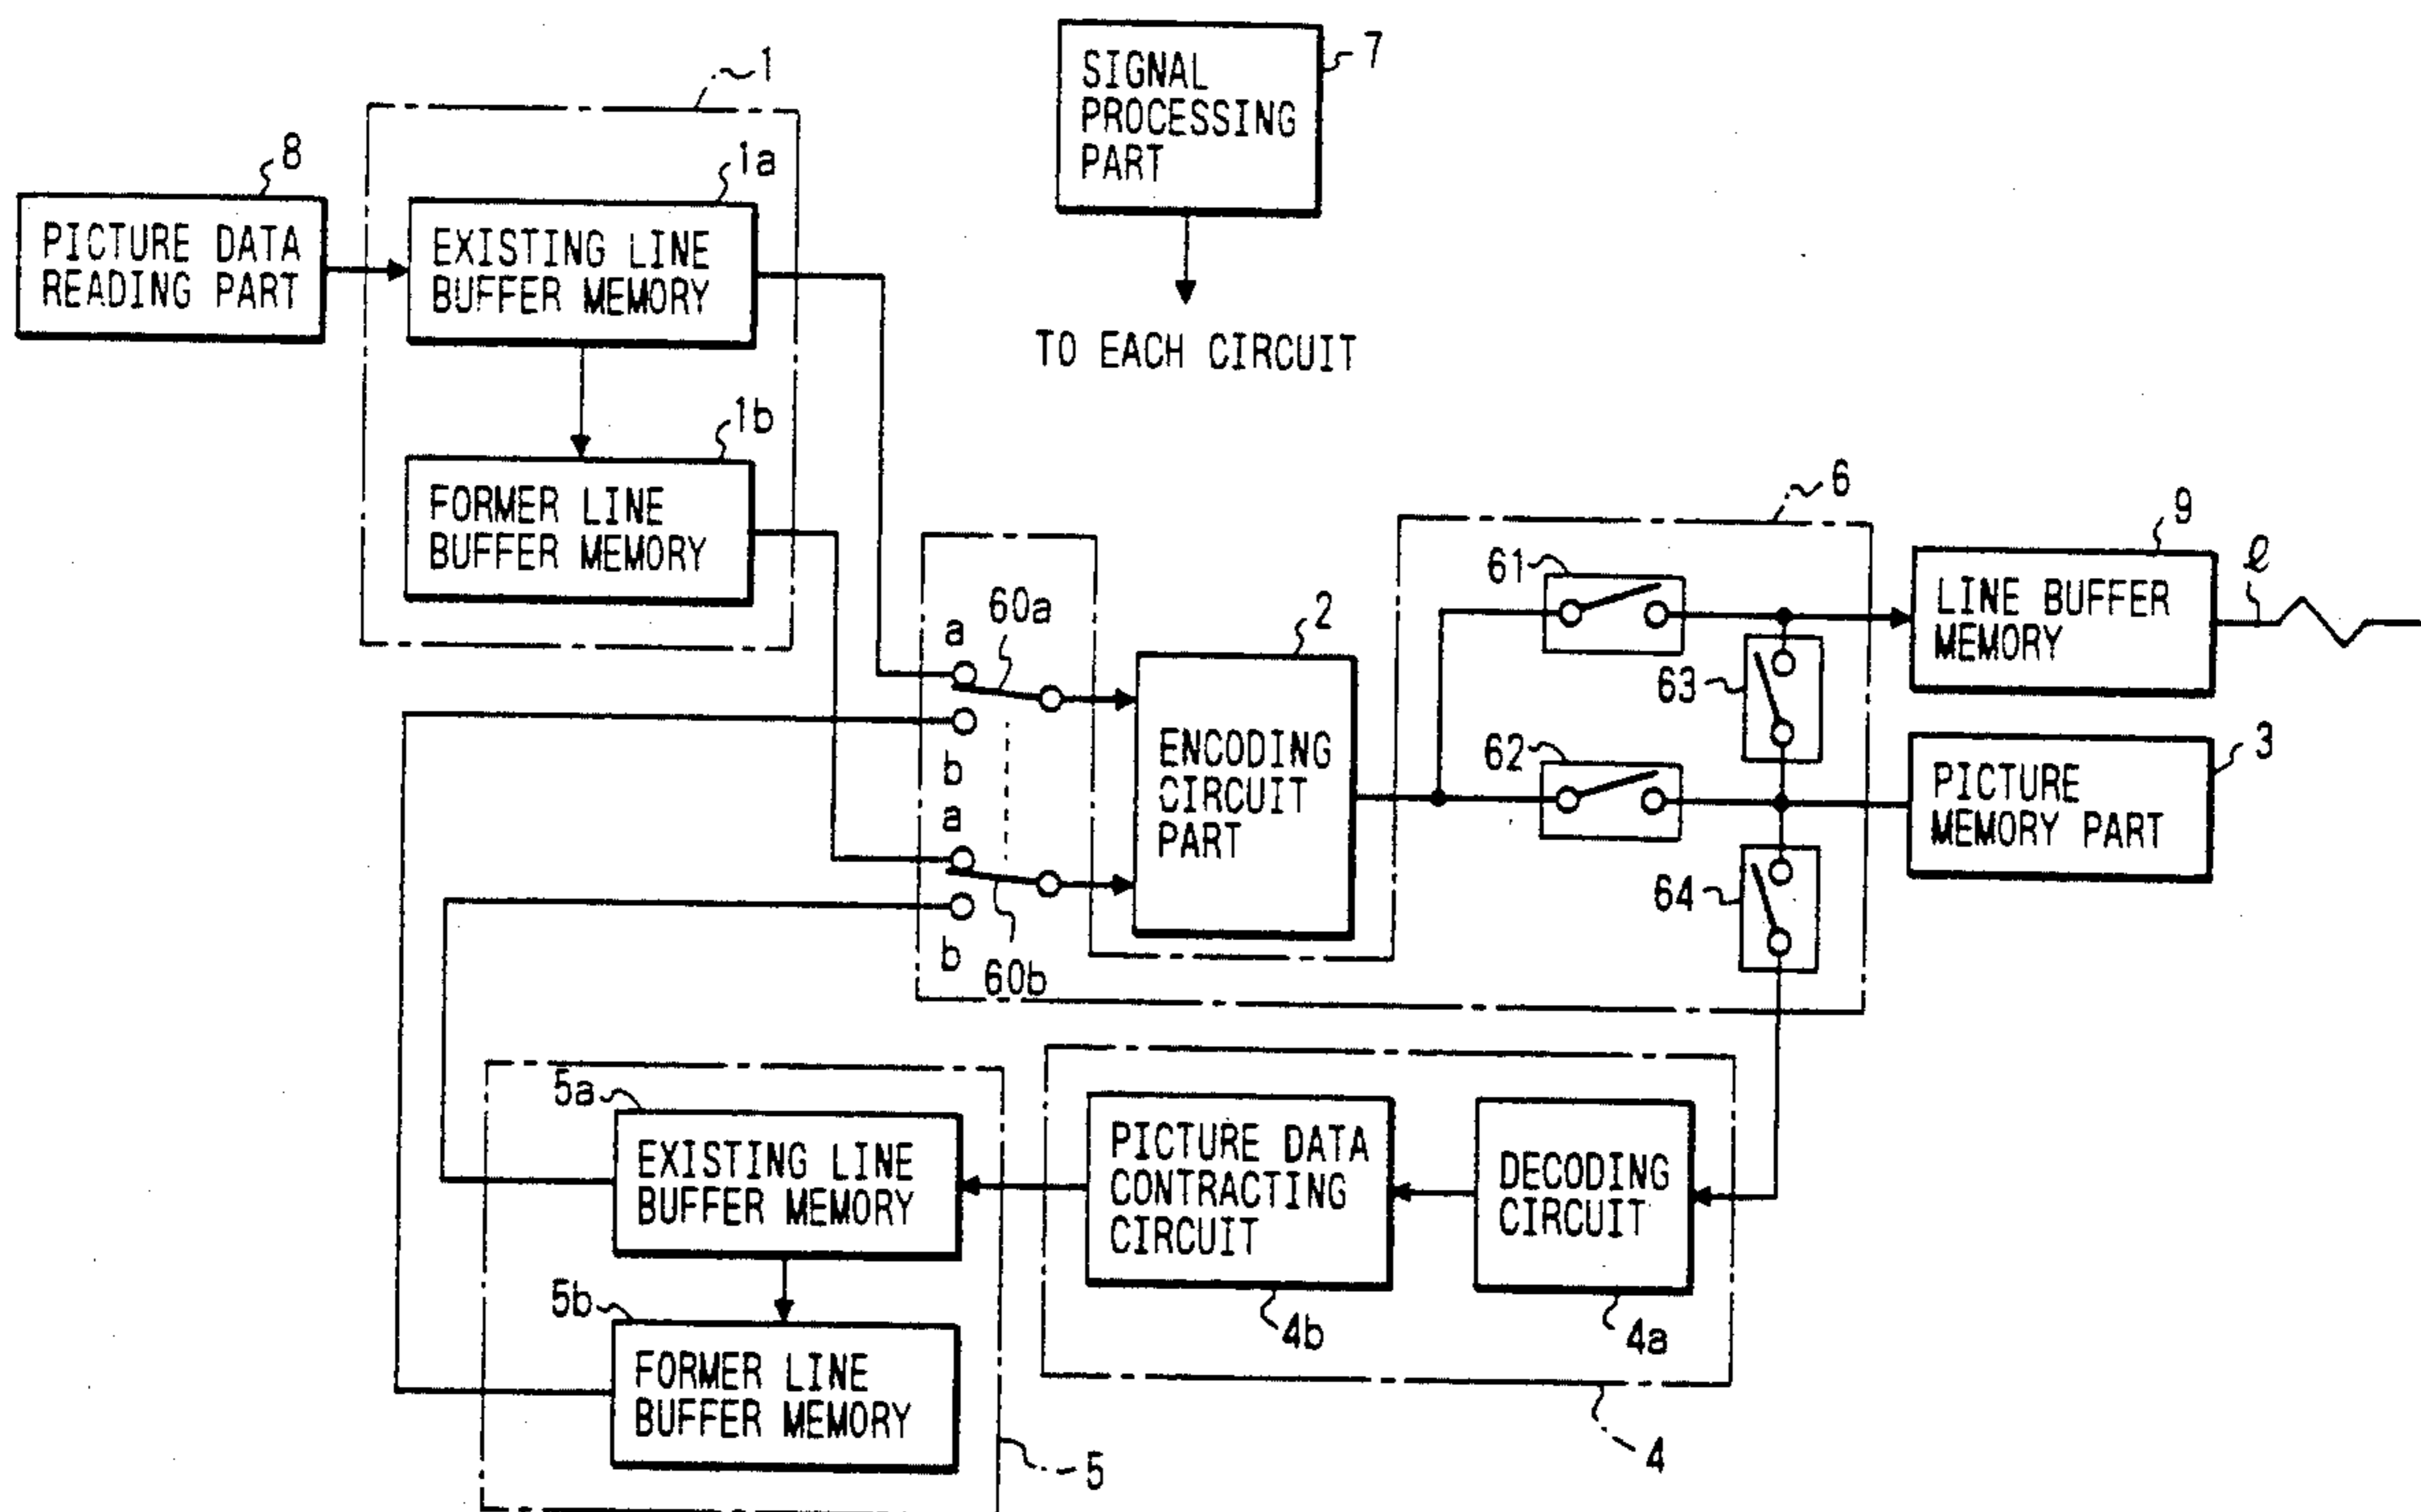 1
SIGNAL
PROCESSING
PART
7
TO EACH CIRCUIT
8
PICTURE DATA
READING PART
1a
EXISTING LINE
BUFFER MEMORY
1b
FORMER LINE
BUFFER MEMORY
a
60a
b
a
60b
b
2
ENCODING
CIRCUIT
PART
6
61
62
63
64
9
LINE BUFFER
MEMORY
ℓ
3
PICTURE
MEMORY PART
5a
EXISTING LINE
BUFFER MEMORY
5b
FORMER LINE
BUFFER MEMORY
5
PICTURE DATA
CONTRACTING
CIRCUIT
4b
DECODING
CIRCUIT
4a
4